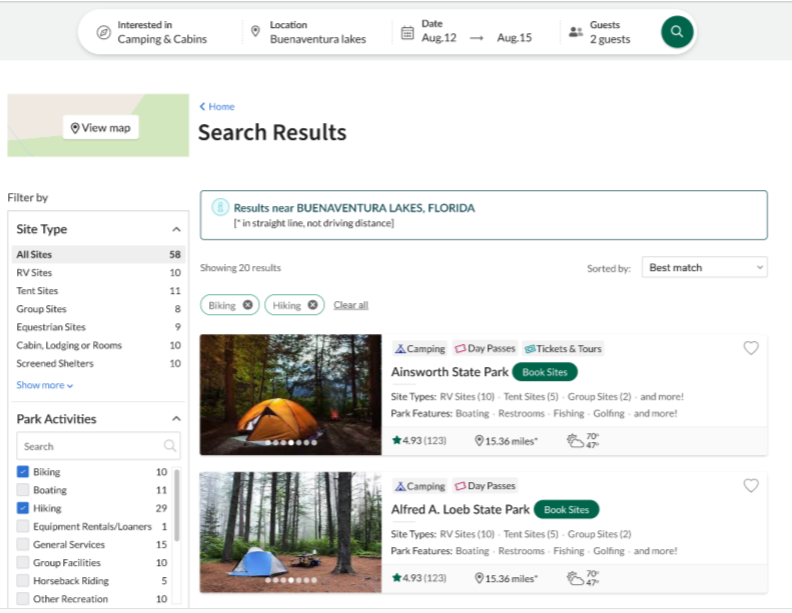 Interested in
Camping & Cabins
Location
Buenaventura lakes
Date
Aug.12 → Aug.15
Guests
2 guests
View map
Home
Search Results
Filter by
Site Type
All Sites 58
RV Sites 10
Tent Sites 11
Group Sites 8
Equestrian Sites 9
Cabin, Lodging or Rooms 10
Screened Shelters 10
Show more
Park Activities
Search
Biking 10
Boating 11
Hiking 29
Equipment Rentals/Loaners 1
General Services 15
Group Facilities 10
Horseback Riding 5
Other Recreation 10
Results near BUENAVENTURA LAKES, FLORIDA
[* in straight line, not driving distance]
Showing 20 results
Sorted by: Best match
Biking Hiking Clear all
Camping Day Passes Tickets & Tours
Ainsworth State Park Book Sites
Site Types: RV Sites (10) · Tent Sites (5) · Group Sites (2) · and more!
Park Features: Boating · Restrooms · Fishing · Golfing · and more!
4.93 (123) 15.36 miles* 70° 47°
Camping Day Passes
Alfred A. Loeb State Park Book Sites
Site Types: RV Sites (10) · Tent Sites (5) · Group Sites (2)
Park Features: Boating · Restrooms · Fishing · Golfing · and more!
4.93 (123) 15.36 miles* 70° 47°